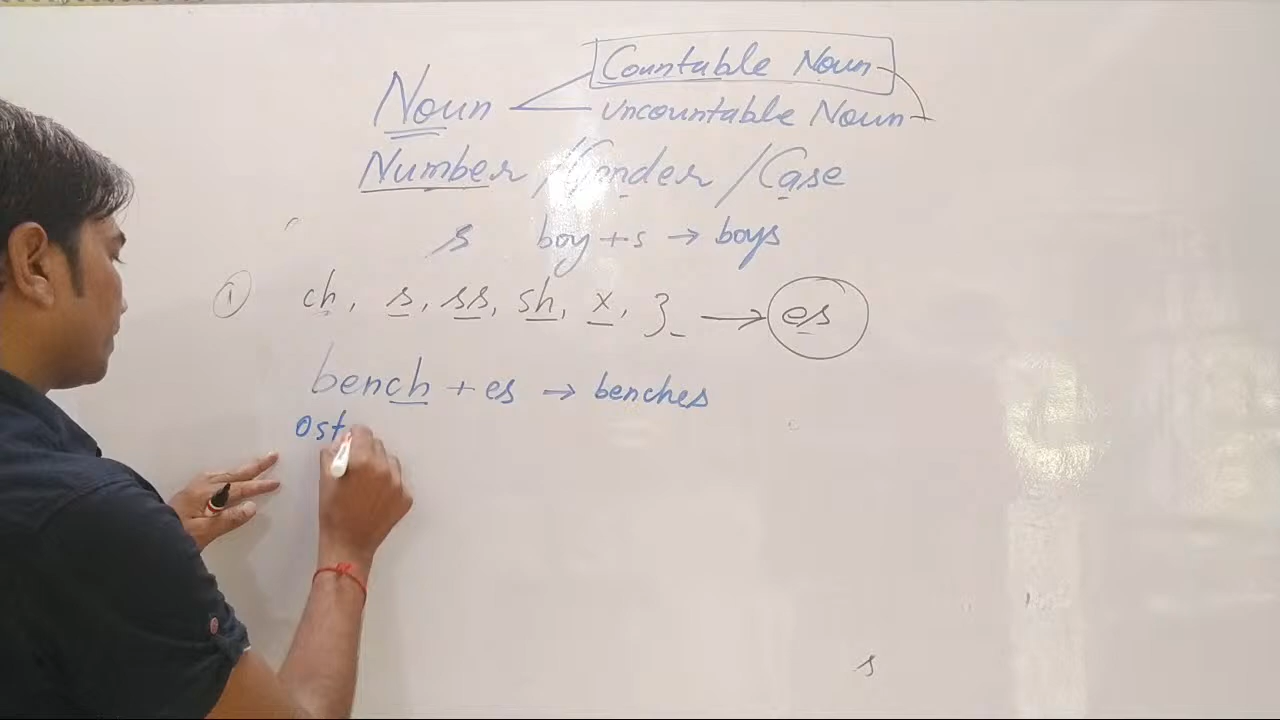 Countable Noun
Noun
Uncountable Noun
Number / Gender / Case
s boy + s → boys
① ch, s, ss, sh, x, z → es
bench + es → benches
Ost
s